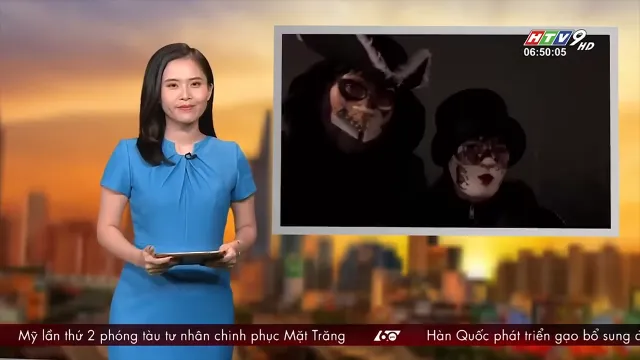 HTV9 HD
06:50:05
Mỹ lần thứ 2 phóng tàu tư nhân chinh phục Mặt Trăng
60
Hàn Quốc phát triển gạo bổ sung